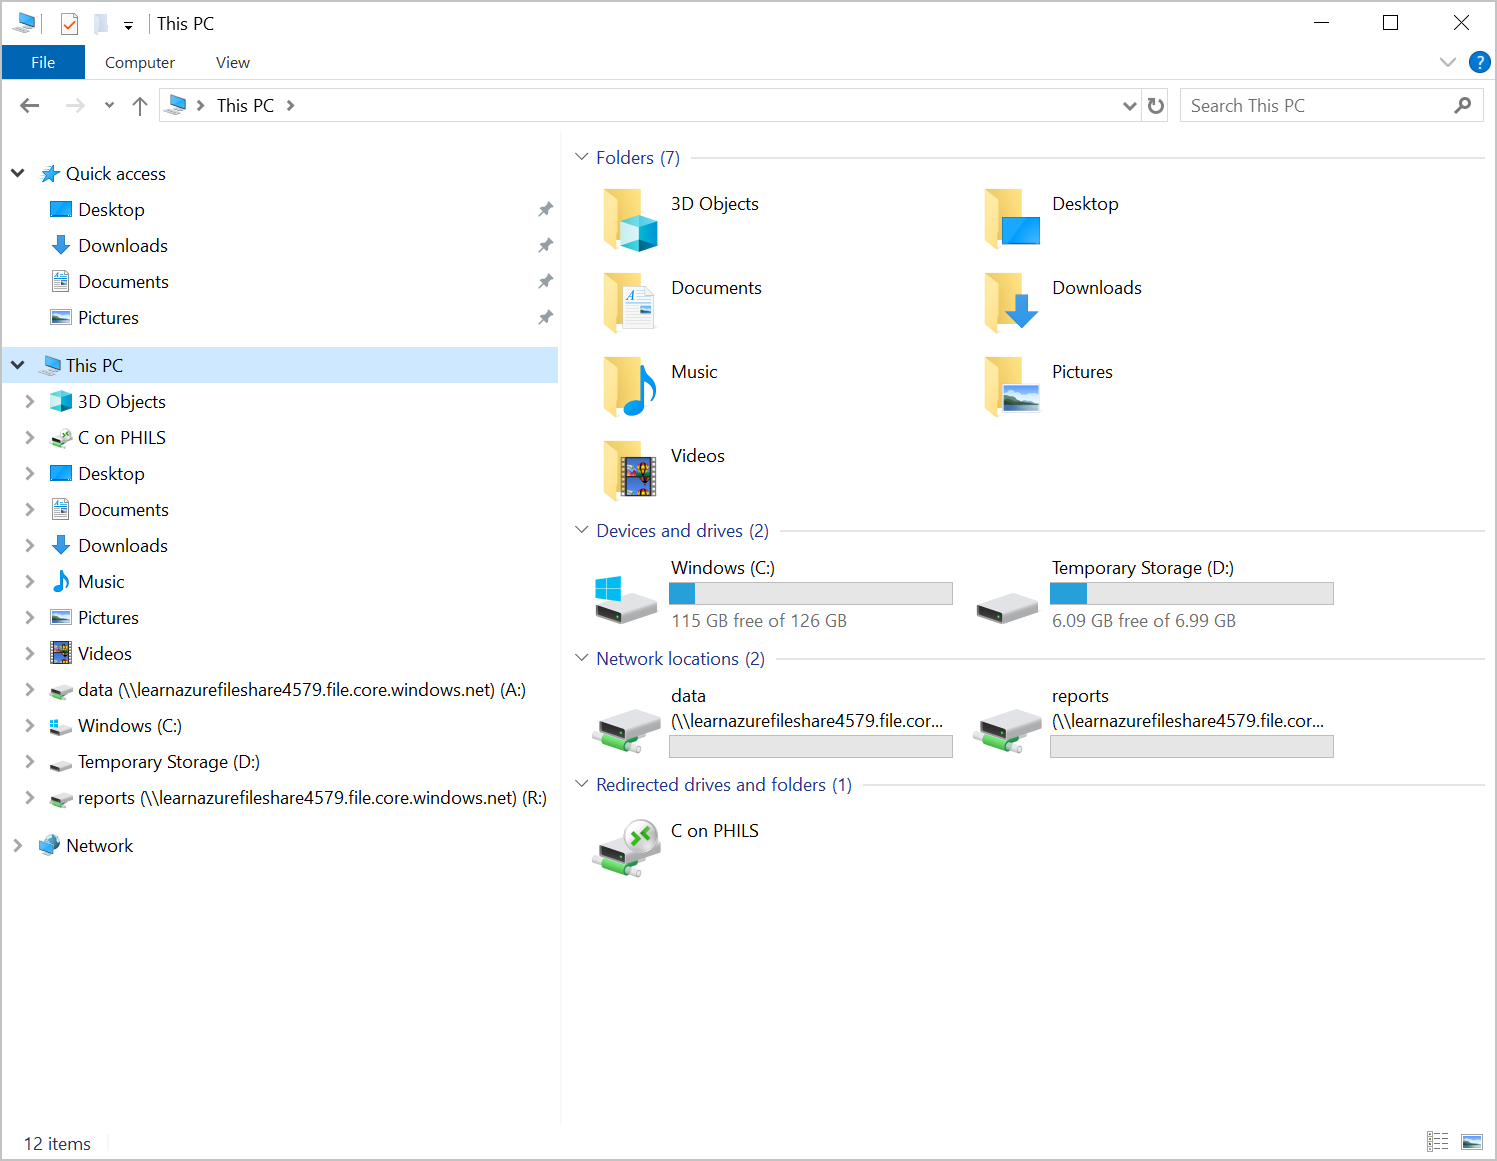 This PC
File
Computer
View
?
This PC
Search This PC
Quick access
Desktop
Downloads
Documents
Pictures
This PC
3D Objects
C on PHILS
Desktop
Documents
Downloads
Music
Pictures
Videos
data (\\learnazurefileshare4579.file.core.windows.net) (A:)
Windows (C:)
Temporary Storage (D:)
reports (\\learnazurefileshare4579.file.core.windows.net) (R:)
Network
Folders (7)
3D Objects
Desktop
Documents
Downloads
Music
Pictures
Videos
Devices and drives (2)
Windows (C:)
115 GB free of 126 GB
Temporary Storage (D:)
6.09 GB free of 6.99 GB
Network locations (2)
data
(\\learnazurefileshare4579.file.cor...
reports
(\\learnazurefileshare4579.file.cor...
Redirected drives and folders (1)
C on PHILS
12 items